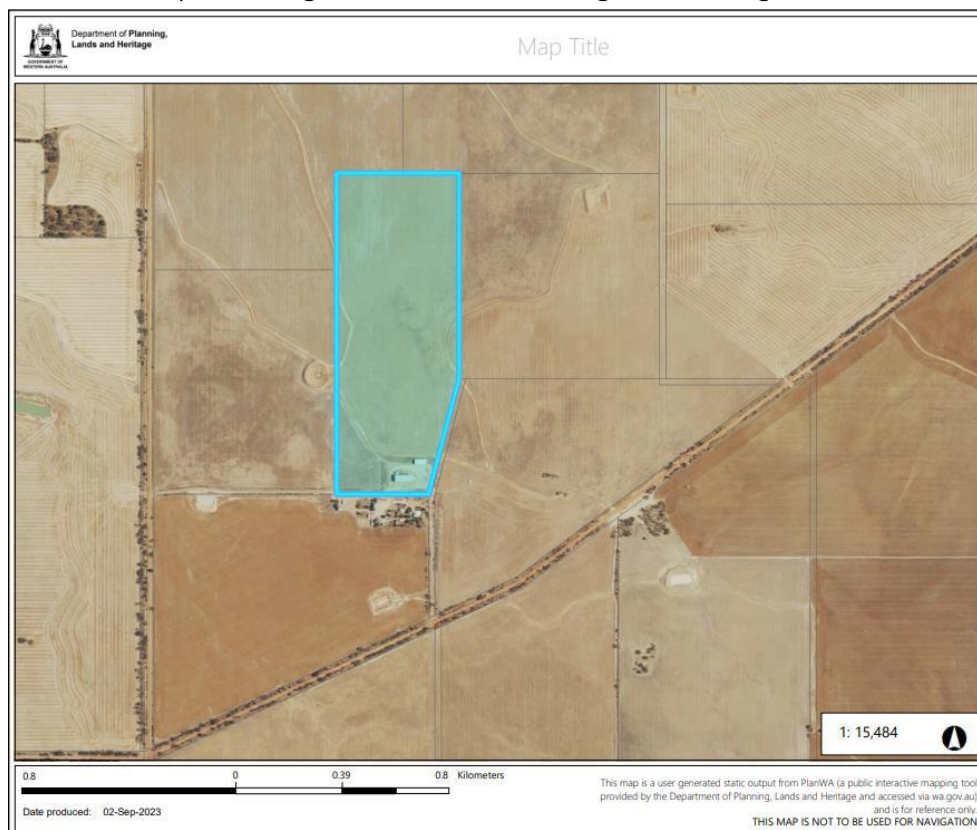 Department of Planning,
Lands and Heritage
GOVERNMENT OF
WESTERN AUSTRALIA
Map Title
1: 15,484
0.8
0
0.39
0.8 Kilometers
Date produced: 02-Sep-2023
This map is a user generated static output from PlanWA (a public interactive mapping tool
provided by the Department of Planning, Lands and Heritage and accessed via wa.gov.au)
and is for reference only.
THIS MAP IS NOT TO BE USED FOR NAVIGATION